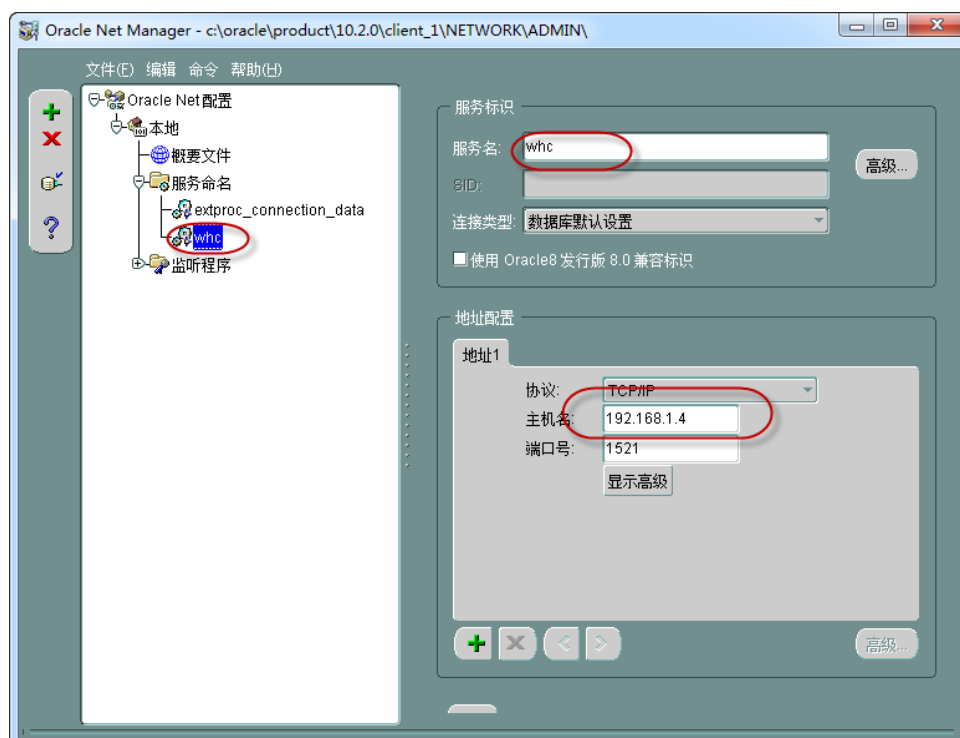 Oracle Net Manager - c:\oracle\product\10.2.0\client_1\NETWORK\ADMIN\
文件(F) 编辑 命令 帮助(H)
Oracle Net 配置
本地
概要文件
服务命名
extproc_connection_data
whc
监听程序
服务标识
服务名: whc
高级...
SID:
连接类型: 数据库默认设置
使用 Oracle8 发行版 8.0 兼容标识
地址配置
地址1
协议: TCP/IP
主机名: 192.168.1.4
端口号: 1521
显示高级
高级...